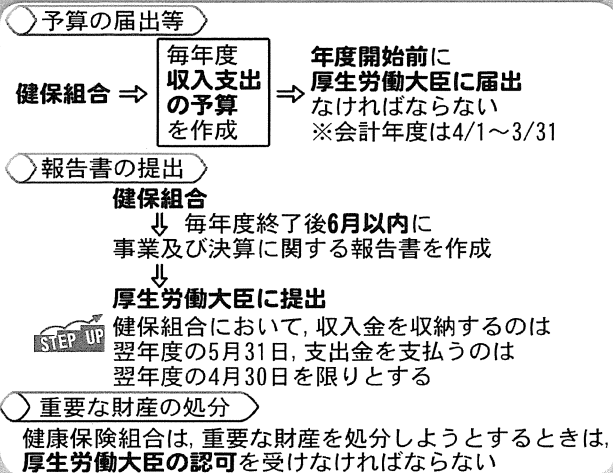 予算の届出等
毎年度
収入支出
の予算
を作成
健保組合⇒
⇒
年度開始前に
厚生労働大臣に届出
なければならない
※会計年度は4/1～3/31
報告書の提出
健保組合
⇓ 毎年度終了後6月以内に
事業及び決算に関する報告書を作成
⇓
厚生労働大臣に提出
STEP UP
健保組合において,収入金を収納するのは
翌年度の5月31日,支出金を支払うのは
翌年度の4月30日を限りとする
重要な財産の処分
健康保険組合は,重要な財産を処分しようとするときは,
厚生労働大臣の認可を受けなければならない